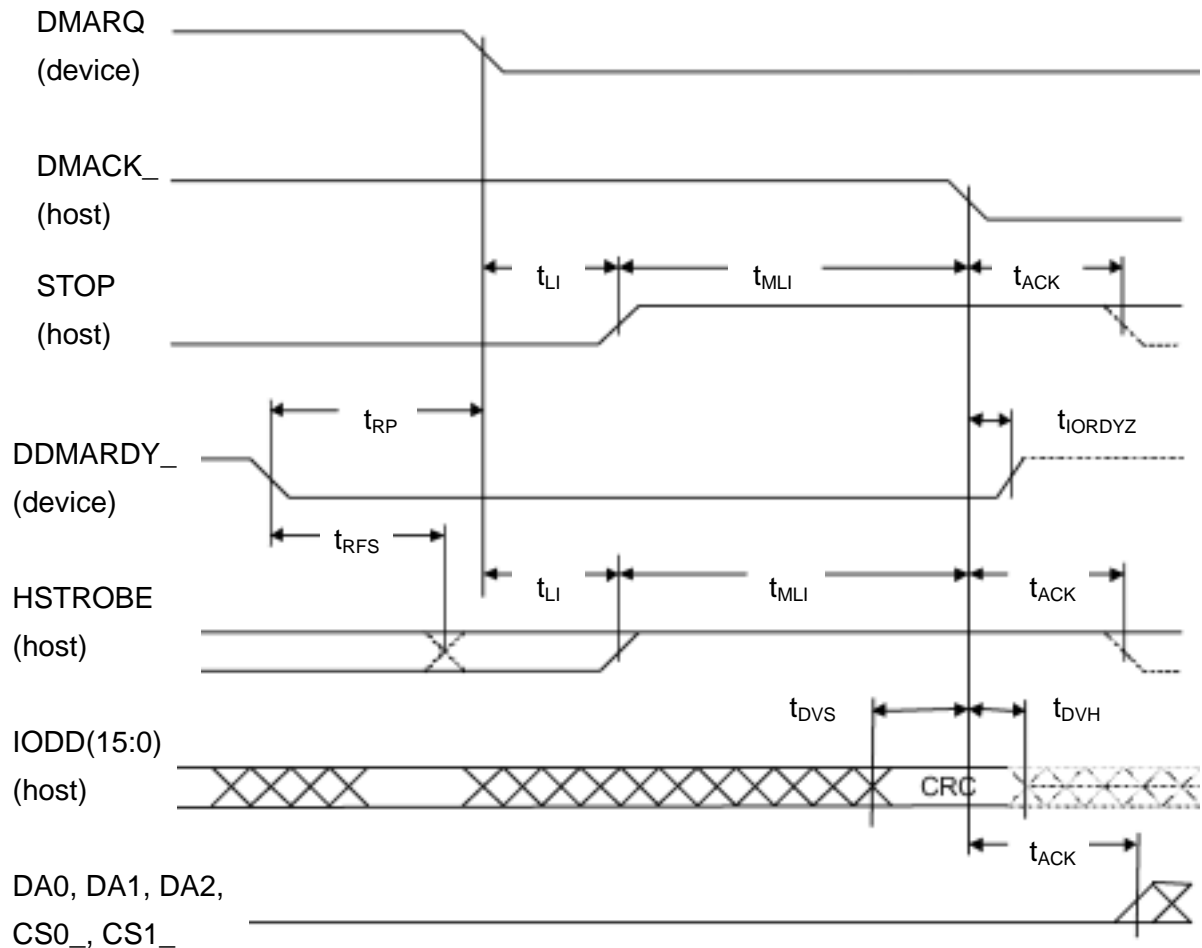 DMARQ
(device)
DMACK_
(host)
STOP
(host)
tLI
tMLI
tACK
tRP
tIORDYZ
DDMARDY_
(device)
tRFS
tLI
tMLI
tACK
HSTROBE
(host)
tDVS
tDVH
IODD(15:0)
(host)
CRC
tACK
DA0, DA1, DA2,
CS0_, CS1_